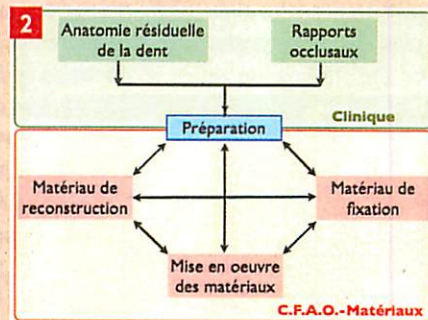 2
Anatomie résiduelle
de la dent
Rapports
occlusaux
Clinique
Préparation
Matériau de
reconstruction
Matériau de
fixation
Mise en oeuvre
des matériaux
C.F.A.O.-Matériaux